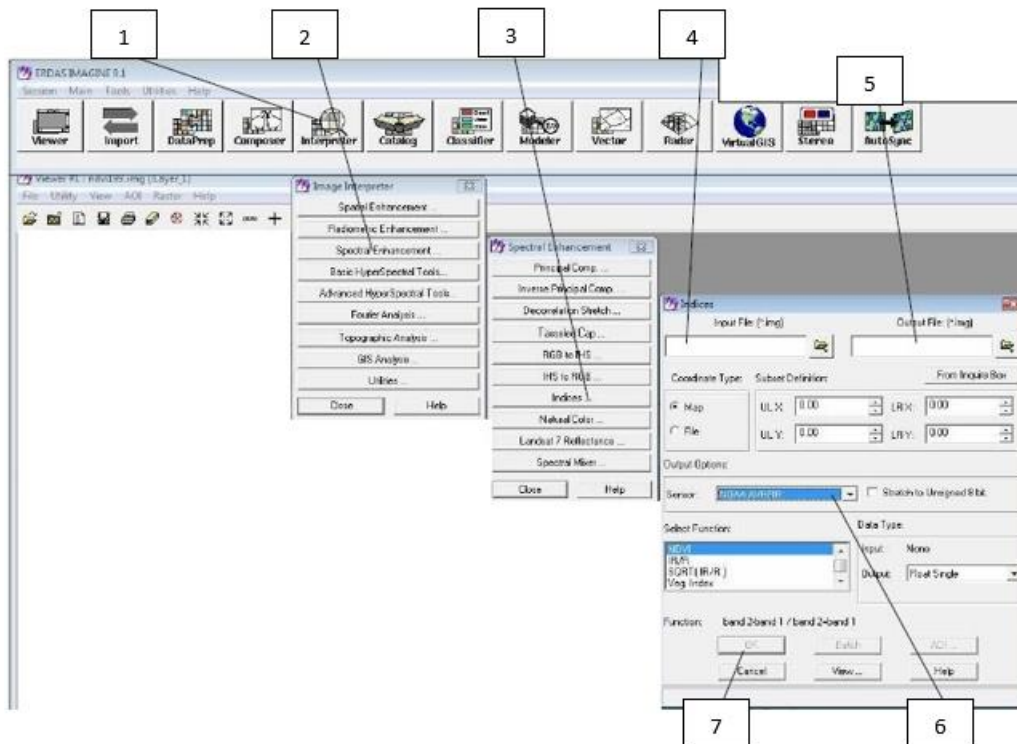 1 2 3 4 5
ERDAS IMAGINE 9.1
Session Main Tools Utilities Help
Viewer Import DataPrep Composer Interpreter Catalog Classifier Modeler Vector Radar VirtualGIS Stereo AutoSync
Viewer #1
File Utility View AOI Raster Help
Image Interpreter
Spatial Enhancement ...
Radiometric Enhancement ...
Spectral Enhancement ...
Basic HyperSpectral Tools...
Advanced HyperSpectral Tools...
Fourier Analysis ...
Topographic Analysis ...
GIS Analysis ...
Utilities ...
Close Help
Spectral Enhancement
Principal Comp. ...
Inverse Principal Comp. ...
Decorrelation Stretch...
Tasseled Cap...
RGB to IHS ...
IHS to RGB ...
Indices ...
Natural Color ...
Landsat 7 Reflectance ...
Spectral Mixer ...
Close Help
Indices
Input File: (*.img) Output File: (*.img)
Coordinate Type: Subset Definition: From Inquire Box
Map UL X: 0.00 LR X: 0.00
File UL Y: 0.00 LR Y: 0.00
Output Options:
Sensor: NOAA AVHRR Stretch to Unsigned 8 bit
Select Function: Data Type:
NDVI Input: None
IR/R
SQRT( IR/R ) Output: Float Single
Veg. Index
Function: band 2-band 1 / band 2+band 1
OK Batch AOI ...
Cancel View... Help
7 6